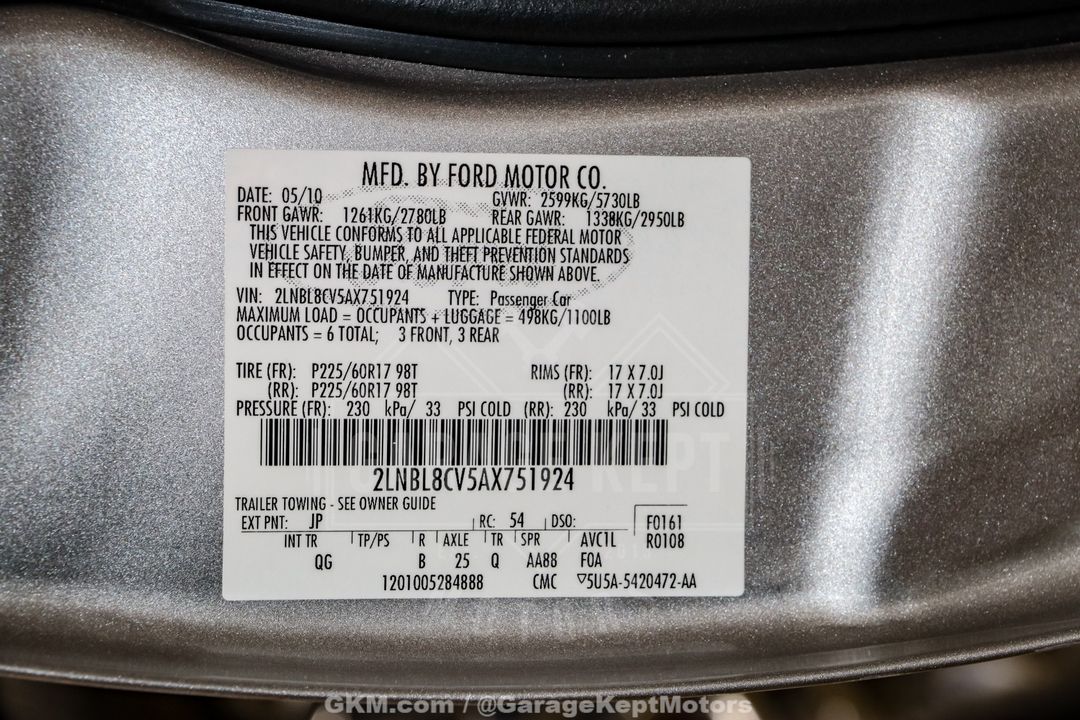 MFD. BY FORD MOTOR CO.
DATE: 05/10 GVWR: 2599KG/5730LB
FRONT GAWR: 1261KG/2780LB REAR GAWR: 1338KG/2950LB
THIS VEHICLE CONFORMS TO ALL APPLICABLE FEDERAL MOTOR
VEHICLE SAFETY, BUMPER, AND THEFT PREVENTION STANDARDS
IN EFFECT ON THE DATE OF MANUFACTURE SHOWN ABOVE.
VIN: 2LNBL8CV5AX751924 TYPE: Passenger Car
MAXIMUM LOAD = OCCUPANTS + LUGGAGE = 498KG/1100LB
OCCUPANTS = 6 TOTAL; 3 FRONT, 3 REAR
TIRE (FR): P225/60R17 98T RIMS (FR): 17 X 7.0J
(RR): P225/60R17 98T (RR): 17 X 7.0J
PRESSURE (FR): 230 kPa/ 33 PSI COLD (RR): 230 kPa/ 33 PSI COLD
GARAGE KEPT
2LNBL8CV5AX751924
TRAILER TOWING - SEE OWNER GUIDE
EXT PNT: JP RC: 54 DSO: F0161
INT TR TP/PS R AXLE TR SPR AVC1L R0108
QG B 25 Q AA88 FOA
1201005284888 CMC ▽5U5A-5420472-AA
GKM.com / @GarageKeptMotors